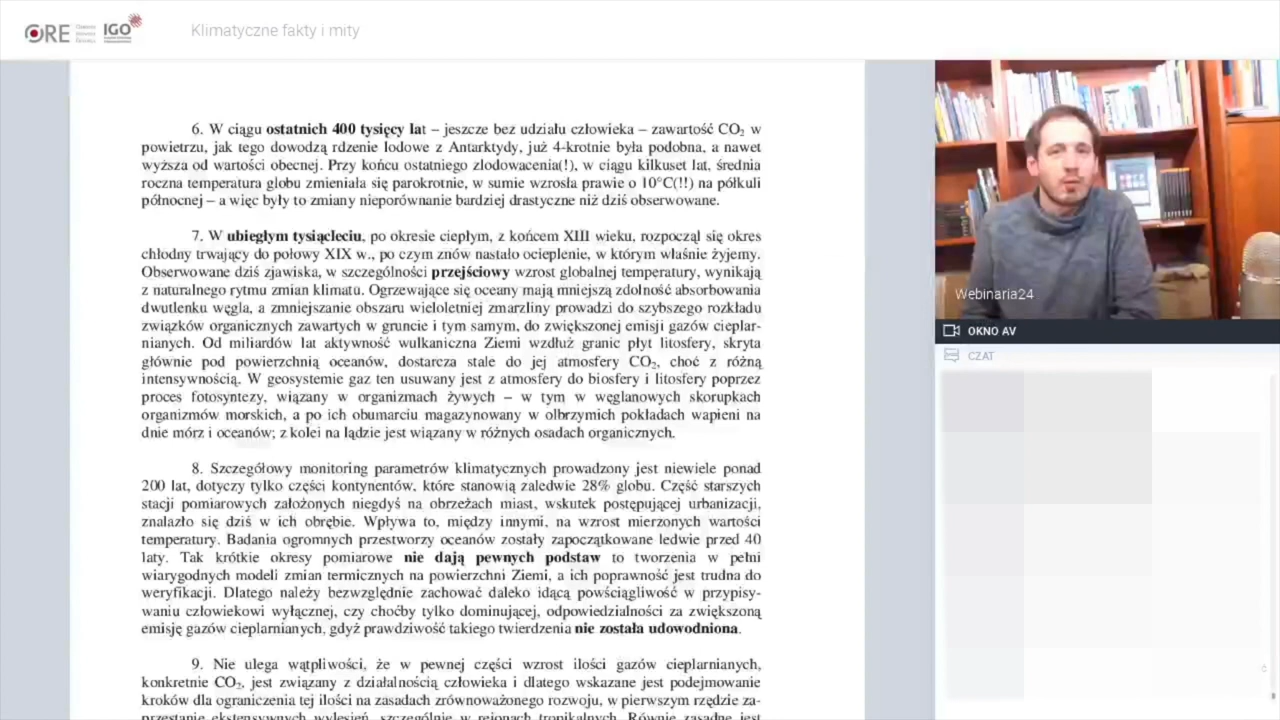 ORE
IGO
Klimatyczne fakty i mity
6. W ciągu ostatnich 400 tysięcy lat – jeszcze bez udziału człowieka – zawartość CO₂ w
powietrzu, jak tego dowodzą rdzenie lodowe z Antarktydy, już 4-krotnie była podobna, a nawet
wyższa od wartości obecnej. Przy końcu ostatniego zlodowacenia(!), w ciągu kilkuset lat, średnia
roczna temperatura globu zmieniała się parokrotnie, w sumie wzrosła prawie o 10°C(!!) na półkuli
północnej – a więc były to zmiany nieporównanie bardziej drastyczne niż dziś obserwowane.
7. W ubiegłym tysiącleciu, po okresie ciepłym, z końcem XIII wieku, rozpoczął się okres
chłodny trwający do połowy XIX w., po czym znów nastało ocieplenie, w którym właśnie żyjemy.
Obserwowane dziś zjawiska, w szczególności przejściowy wzrost globalnej temperatury, wynikają
z naturalnego rytmu zmian klimatu. Ogrzewające się oceany mają mniejszą zdolność absorbowania
dwutlenku węgla, a zmniejszanie obszaru wieloletniej zmarzliny prowadzi do szybszego rozkładu
związków organicznych zawartych w gruncie i tym samym, do zwiększonej emisji gazów cieplar-
nianych. Od miliardów lat aktywność wulkaniczna Ziemi wzdłuż granic płyt litosfery, skryta
głównie pod powierzchnią oceanów, dostarcza stale do jej atmosfery CO₂, choć z różną
intensywnością. W geosystemie gaz ten usuwany jest z atmosfery do biosfery i litosfery poprzez
proces fotosyntezy, wiązany w organizmach żywych – w tym w węglanowych skorupkach
organizmów morskich, a po ich obumarciu magazynowany w olbrzymich pokładach wapieni na
dnie mórz i oceanów; z kolei na lądzie jest wiązany w różnych osadach organicznych.
8. Szczegółowy monitoring parametrów klimatycznych prowadzony jest niewiele ponad
200 lat, dotyczy tylko części kontynentów, które stanowią zaledwie 28% globu. Część starszych
stacji pomiarowych założonych niegdyś na obrzeżach miast, wskutek postępującej urbanizacji,
znalazło się dziś w ich obrębie. Wpływa to, między innymi, na wzrost mierzonych wartości
temperatury. Badania ogromnych przestworzy oceanów zostały zapoczątkowane ledwie przed 40
laty. Tak krótkie okresy pomiarowe nie dają pewnych podstaw to tworzenia w pełni
wiarygodnych modeli zmian termicznych na powierzchni Ziemi, a ich poprawność jest trudna do
weryfikacji. Dlatego należy bezwzględnie zachować daleko idącą powściągliwość w przypisy-
waniu człowiekowi wyłącznej, czy choćby tylko dominującej, odpowiedzialności za zwiększoną
emisję gazów cieplarnianych, gdyż prawdziwość takiego twierdzenia nie została udowodniona.
9. Nie ulega wątpliwości, że w pewnej części wzrost ilości gazów cieplarnianych,
konkretnie CO₂, jest związany z działalnością człowieka i dlatego wskazane jest podejmowanie
kroków dla ograniczenia tej ilości na zasadach zrównoważonego rozwoju, w pierwszym rzędzie za-
przestanie ekstensywnych wylesień, szczególnie w rejonach tropikalnych. Równie zasadne jest
Webinaria24
OKNO AV
CZAT